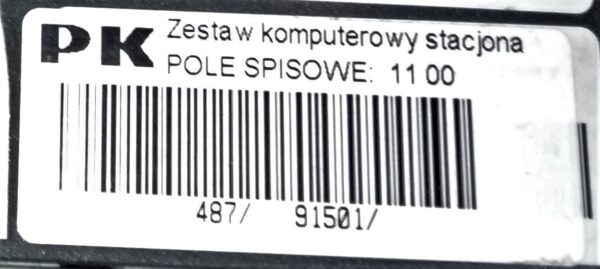 PK Zestaw komputerowy stacjona
POLE SPISOWE: 11 00
487/ 91501/